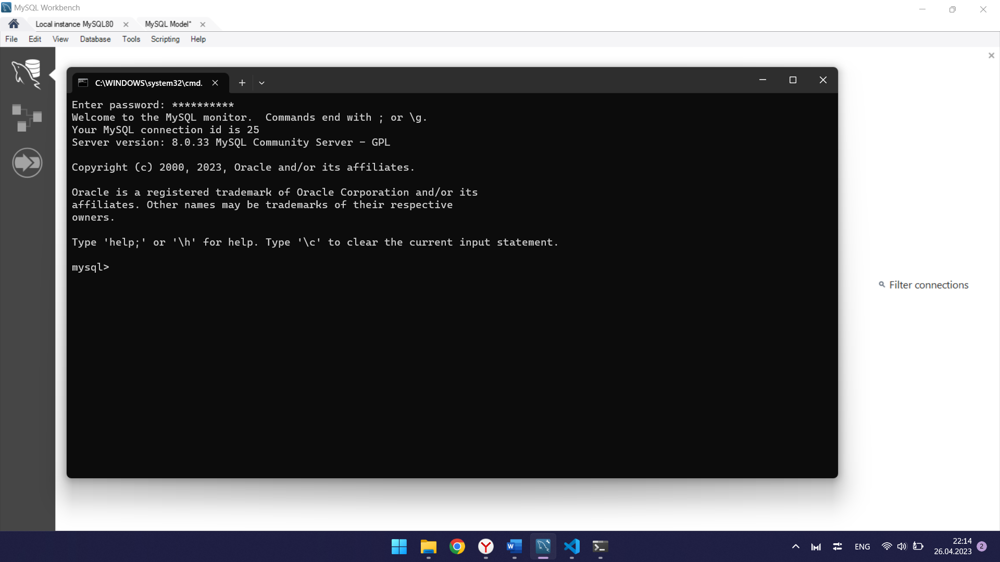 MySQL Workbench
Local instance MySQL80
MySQL Model*
File Edit View Database Tools Scripting Help
C:\WINDOWS\system32\cmd.
Enter password: **********
Welcome to the MySQL monitor.  Commands end with ; or \g.
Your MySQL connection id is 25
Server version: 8.0.33 MySQL Community Server - GPL
Copyright (c) 2000, 2023, Oracle and/or its affiliates.
Oracle is a registered trademark of Oracle Corporation and/or its
affiliates. Other names may be trademarks of their respective
owners.
Type 'help;' or '\h' for help. Type '\c' to clear the current input statement.
mysql>
Filter connections
ENG
22:14
26.04.2023
2